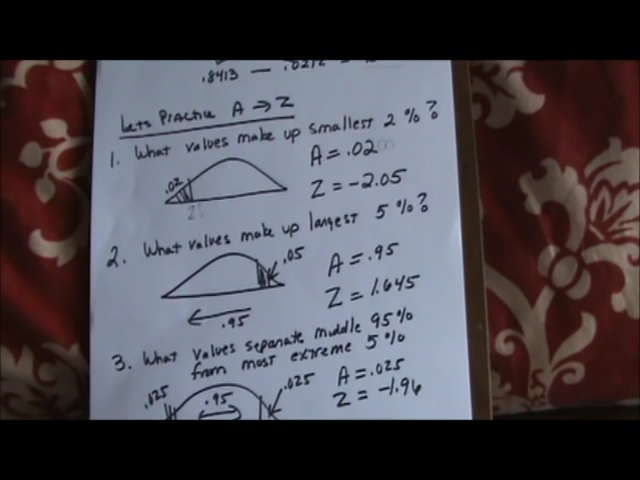 .8413 — .0212 =
Lets Practice A → Z
1. What values make up smallest 2%?
.02
A = .02
Z = -2.05
Z?
2. What values make up largest 5%?
.05
A = .95
Z = 1.645
.95
3. What values separate middle 95%
from most extreme 5%
.025
.95
.025
A = .025
Z = -1.96